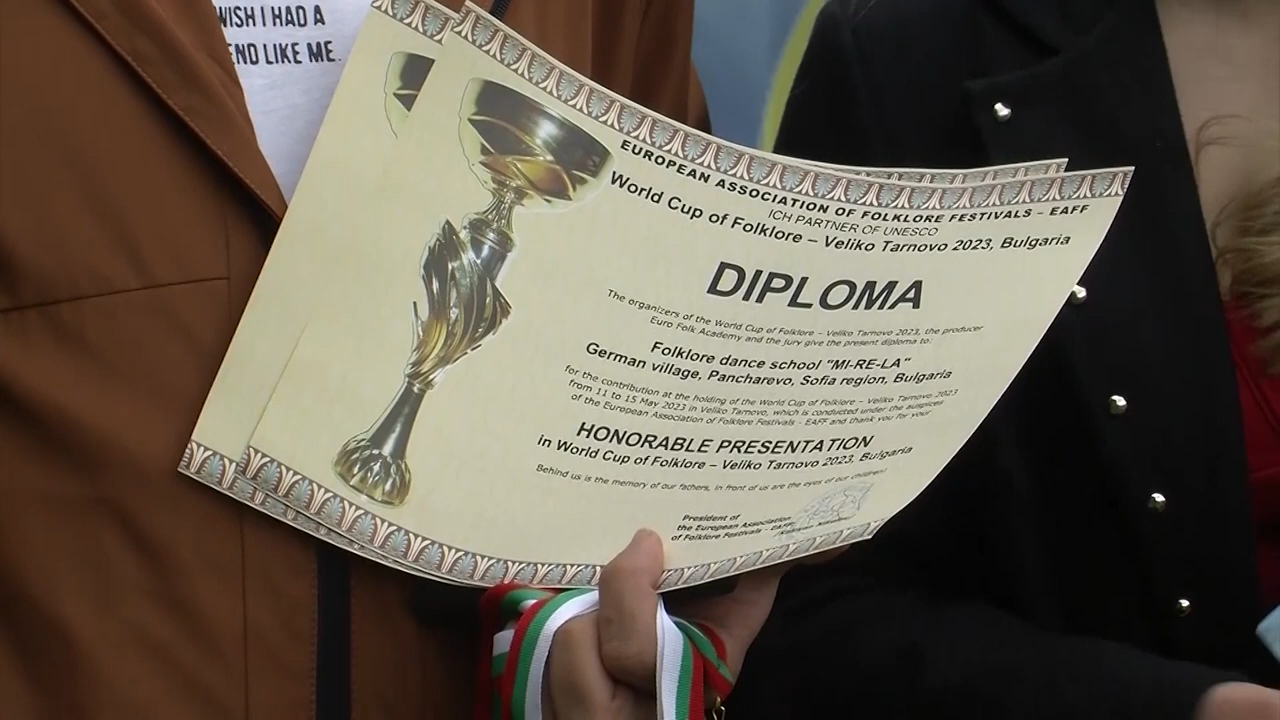 WISH I HAD A
END LIKE ME.
EUROPEAN ASSOCIATION OF FOLKLORE FESTIVALS - EAFF
ICH PARTNER OF UNESCO
World Cup of Folklore – Veliko Tarnovo 2023, Bulgaria
DIPLOMA
The organizers of the World Cup of Folklore – Veliko Tarnovo 2023, the producer
Euro Folk Academy and the jury give the present diploma to:
Folklore dance school "MI-RE-LA"
German village, Pancharevo, Sofia region, Bulgaria
for the contribution at the holding of the World Cup of Folklore – Veliko Tarnovo 2023
from 11 to 15 May 2023 in Veliko Tarnovo, which is conducted under the auspices
of the European Association of Folklore Festivals - EAFF and thank you for your
HONORABLE PRESENTATION
in World Cup of Folklore – Veliko Tarnovo 2023, Bulgaria
Behind us is the memory of our fathers, in front of us are the eyes of our children!
President of
the European Association
of Folklore Festivals - EAFF: